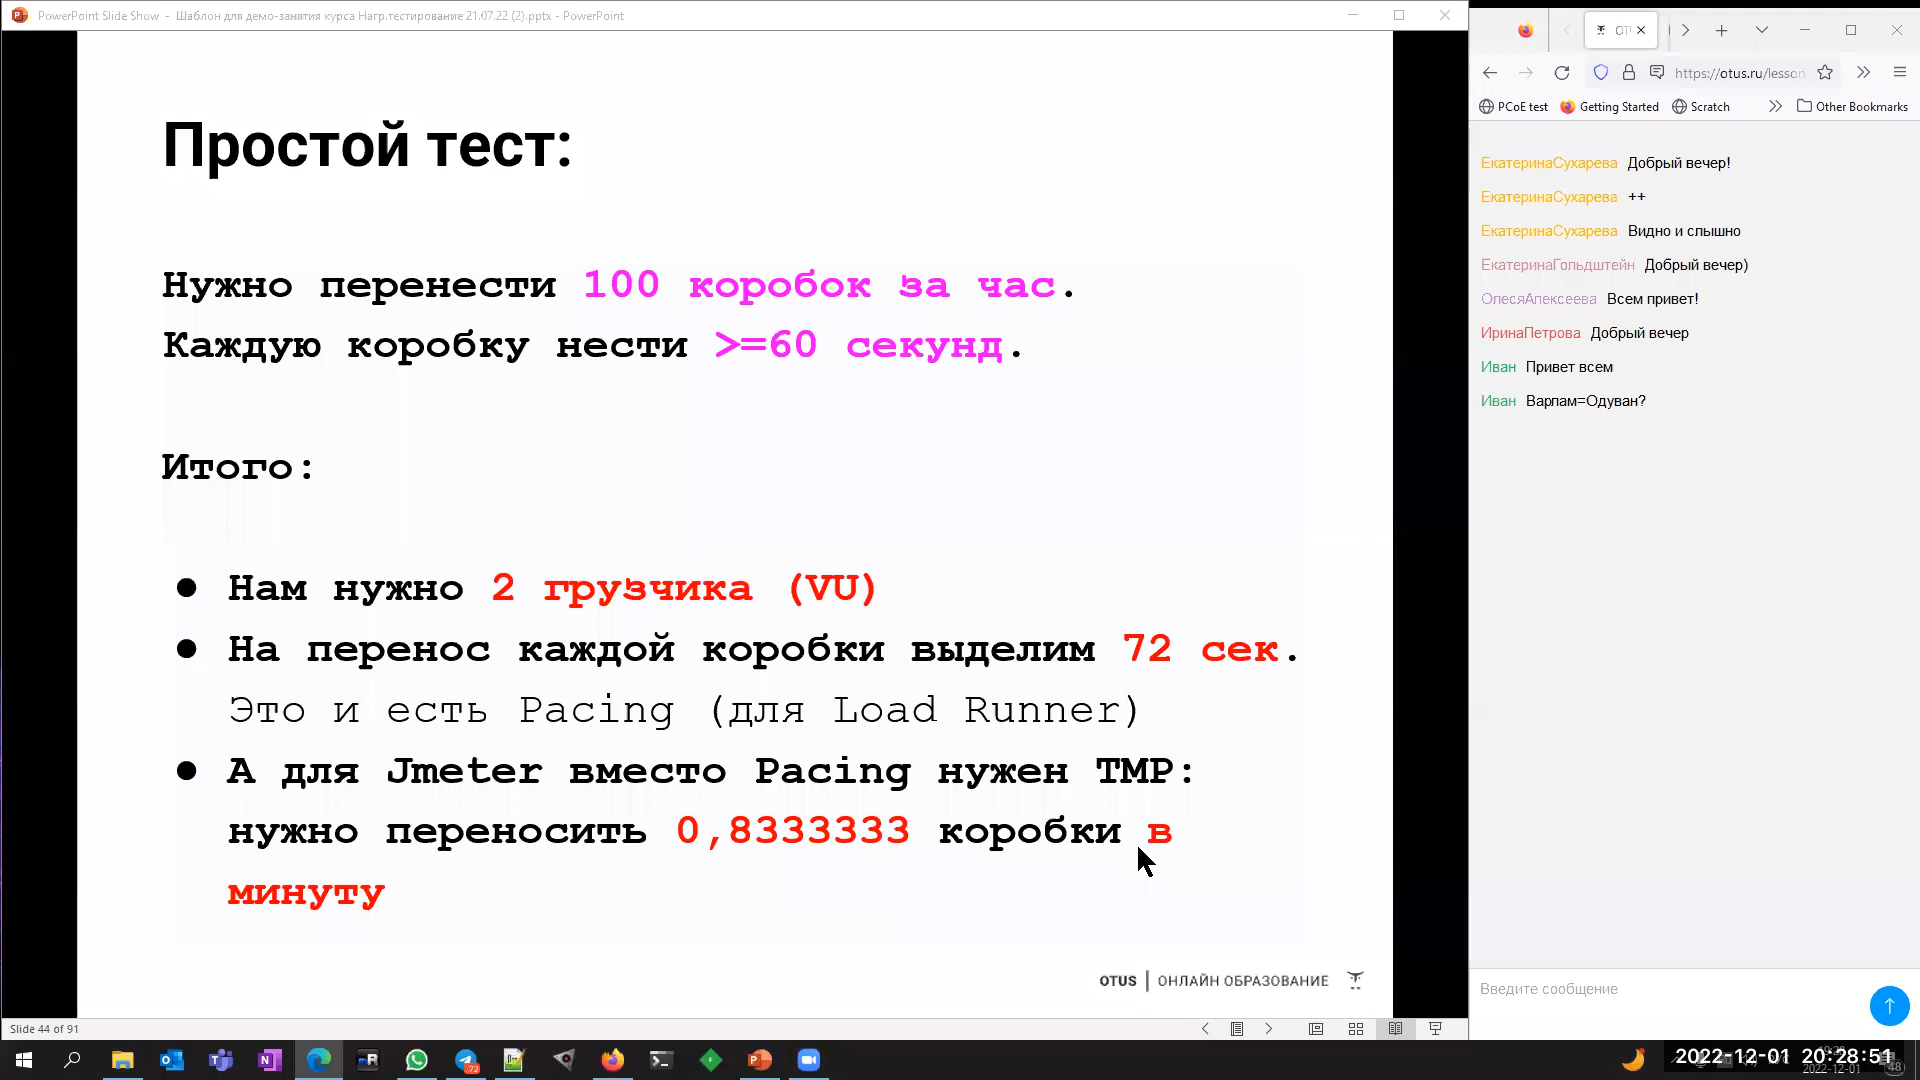 PowerPoint Slide Show - Шаблон для демо-занятия курса Нагр.тестирование 21.07.22 (2).pptx - PowerPoint
Простой тест:
Нужно перенести 100 коробок за час.
Каждую коробку нести >=60 секунд.
Итого:
● Нам нужно 2 грузчика (VU)
● На перенос каждой коробки выделим 72 сек.
Это и есть Pacing (для Load Runner)
● А для Jmeter вместо Pacing нужен TMP:
нужно переносить 0,8333333 коробки в
минуту
OTUS | ОНЛАЙН ОБРАЗОВАНИЕ
Slide 44 of 91
https://otus.ru/lesson
PCoE test Getting Started Scratch Other Bookmarks
ЕкатеринаСухарева Добрый вечер!
ЕкатеринаСухарева ++
ЕкатеринаСухарева Видно и слышно
ЕкатеринаГольдштейн Добрый вечер)
ОлесяАлексеева Всем привет!
ИринаПетрова Добрый вечер
Иван Привет всем
Иван Варлам=Одуван?
Введите сообщение
2022-12-01 20:28:51